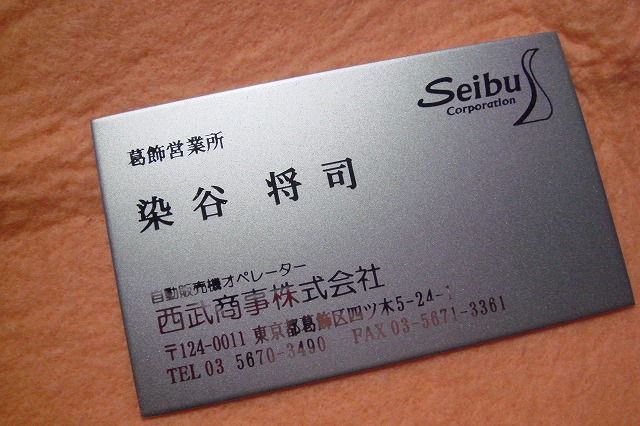 Seibu
Corporation
葛飾営業所
染谷 将司
自動販売機オペレーター
西武商事株式会社
〒124-0011 東京都葛飾区四ツ木5-24-1
TEL 03 5670-3490 FAX 03-5671-3361